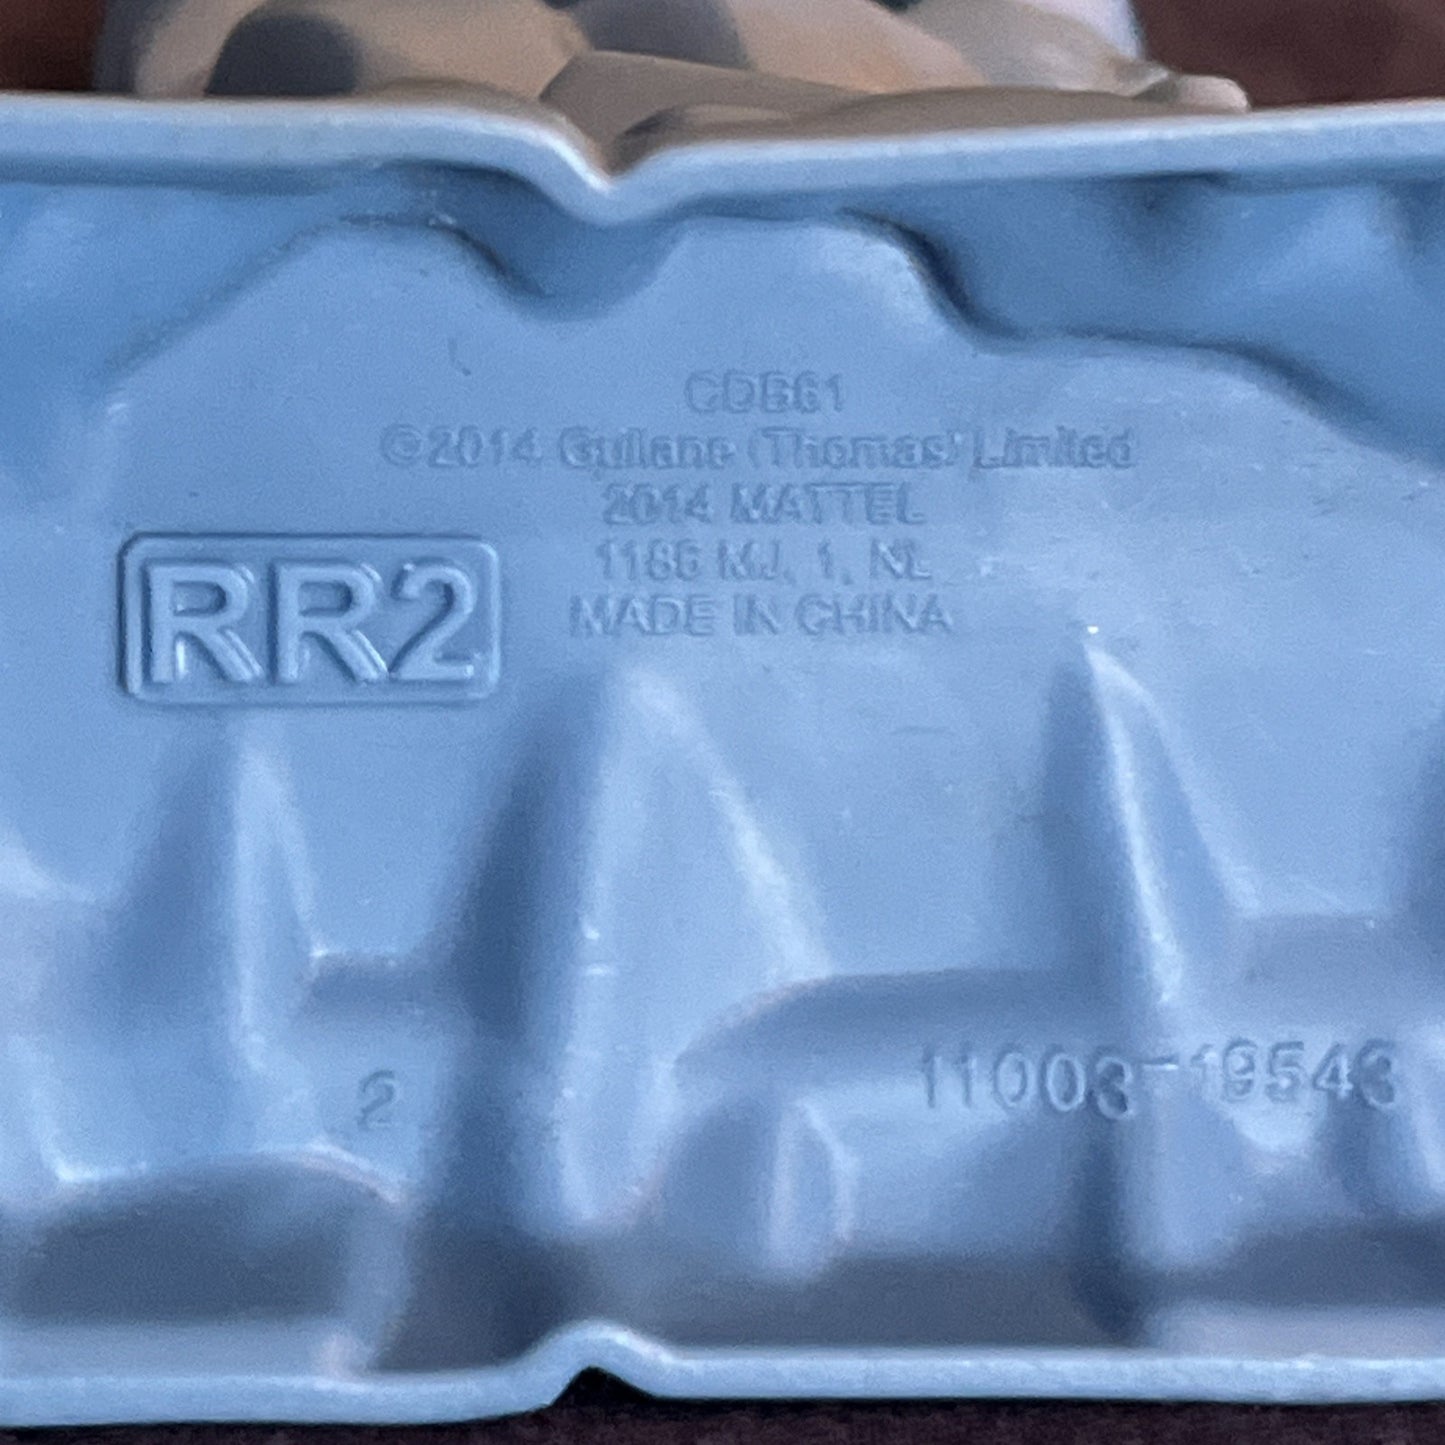 CDB61
©2014 Gullane (Thomas) Limited
2014 MATTEL
1186 MJ, 1, NL
MADE IN CHINA
RR2
2
11003-19543